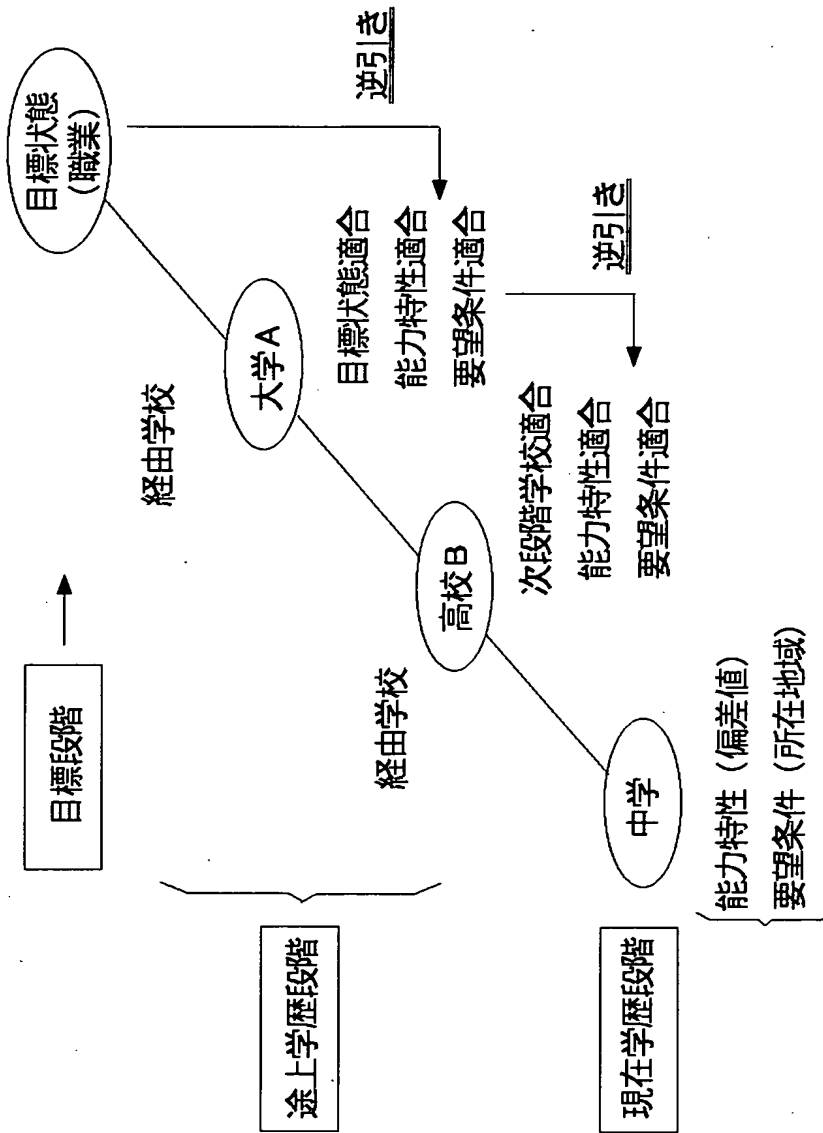 目標段階
目標状態
(職業)
逆引き
経由学校
大学A
目標状態適合
能力特性適合
要望条件適合
逆引き
途上学歴段階
経由学校
高校B
次段階学校適合
能力特性適合
要望条件適合
現在学歴段階
中学
能力特性 (偏差値)
要望条件 (所在地域)